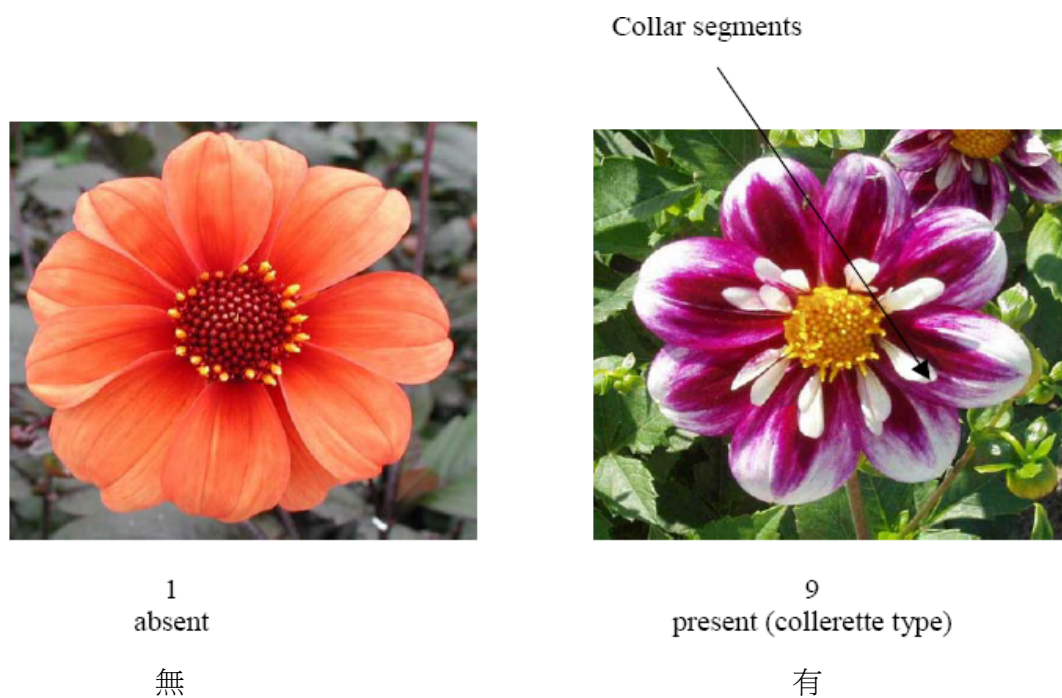 Collar segments
1
absent
無
9
present (collerette type)
有